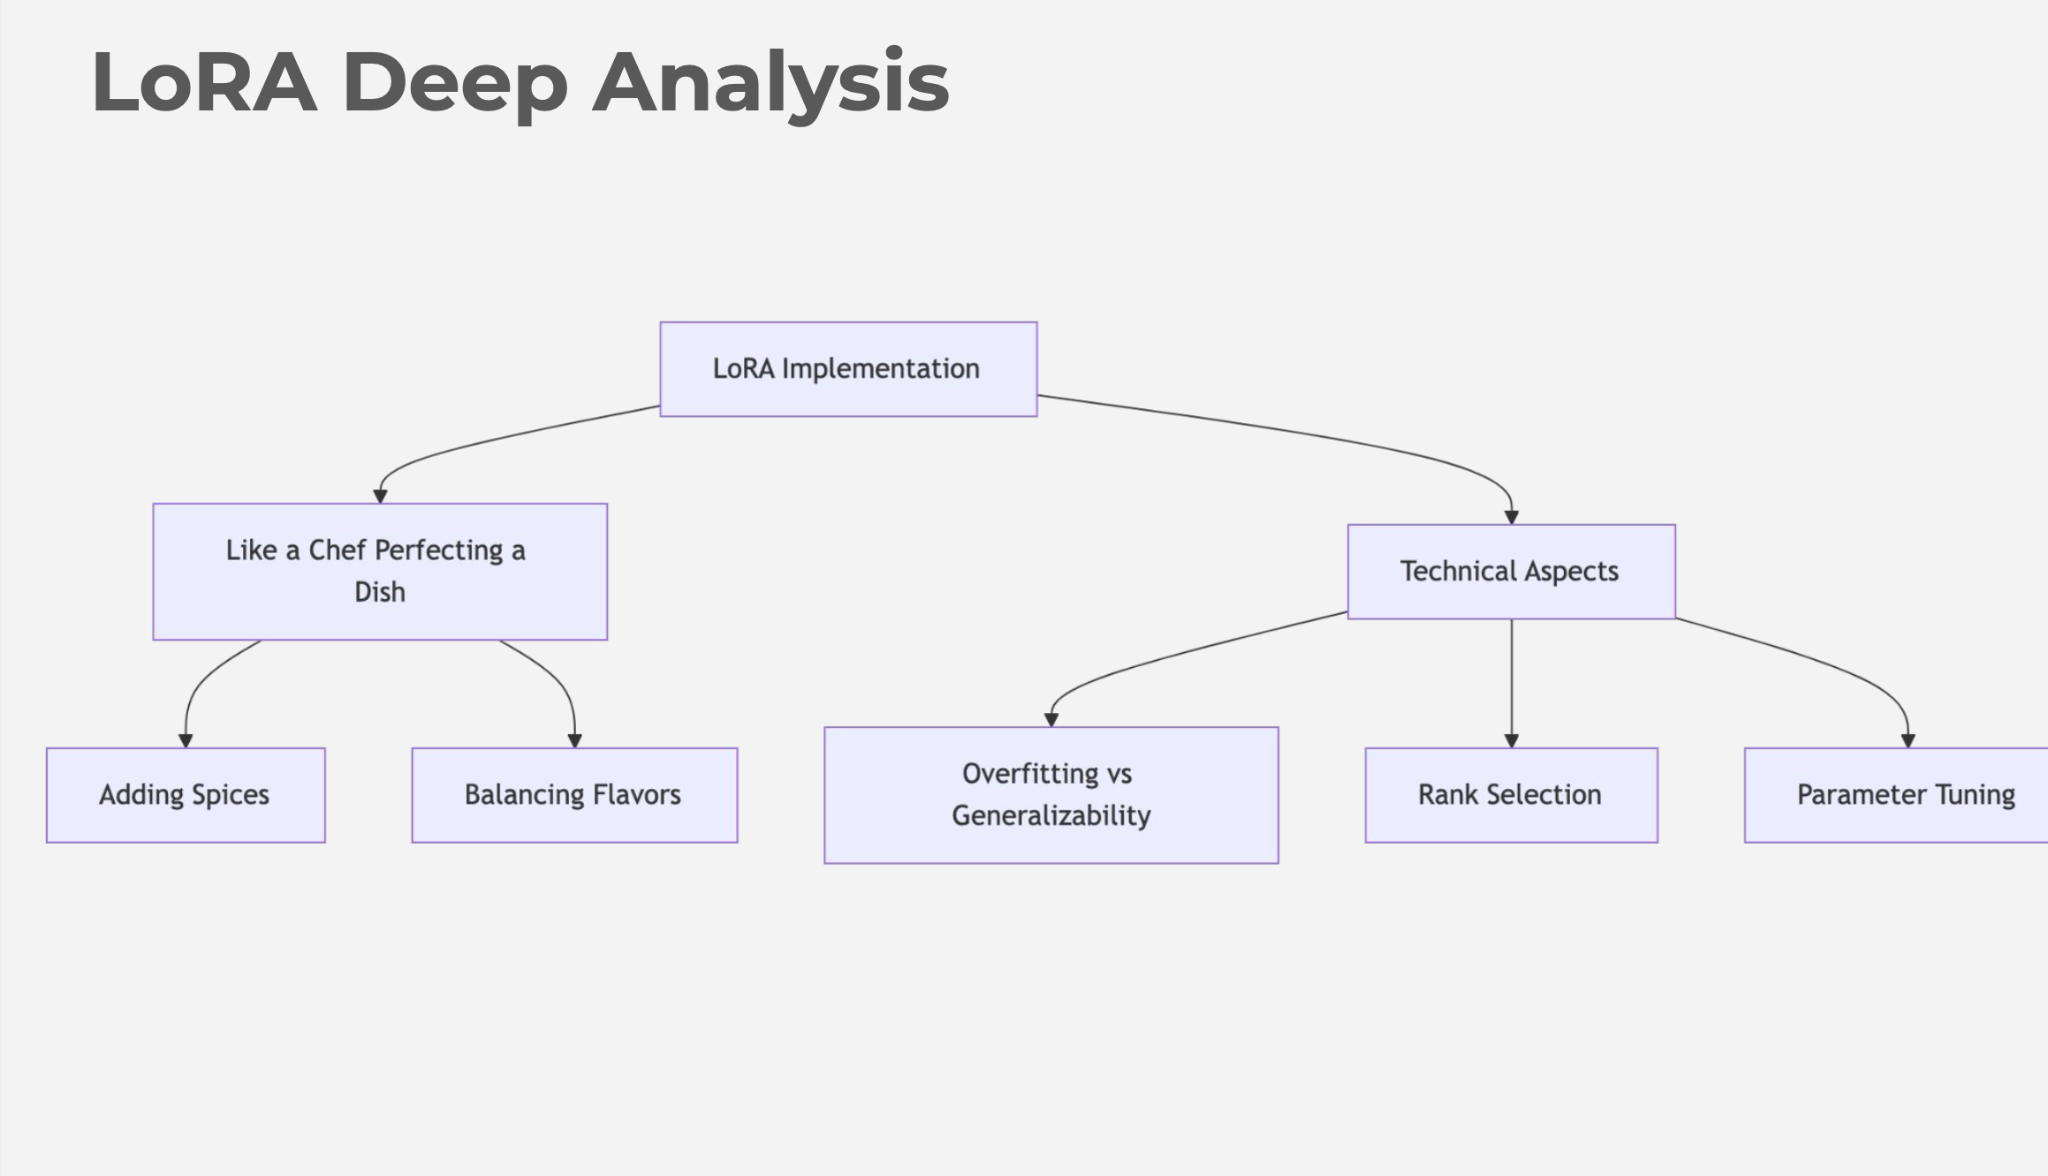 LoRA Deep Analysis
LoRA Implementation
Like a Chef Perfecting a
Dish
Technical Aspects
Adding Spices
Balancing Flavors
Overfitting vs
Generalizability
Rank Selection
Parameter Tuning